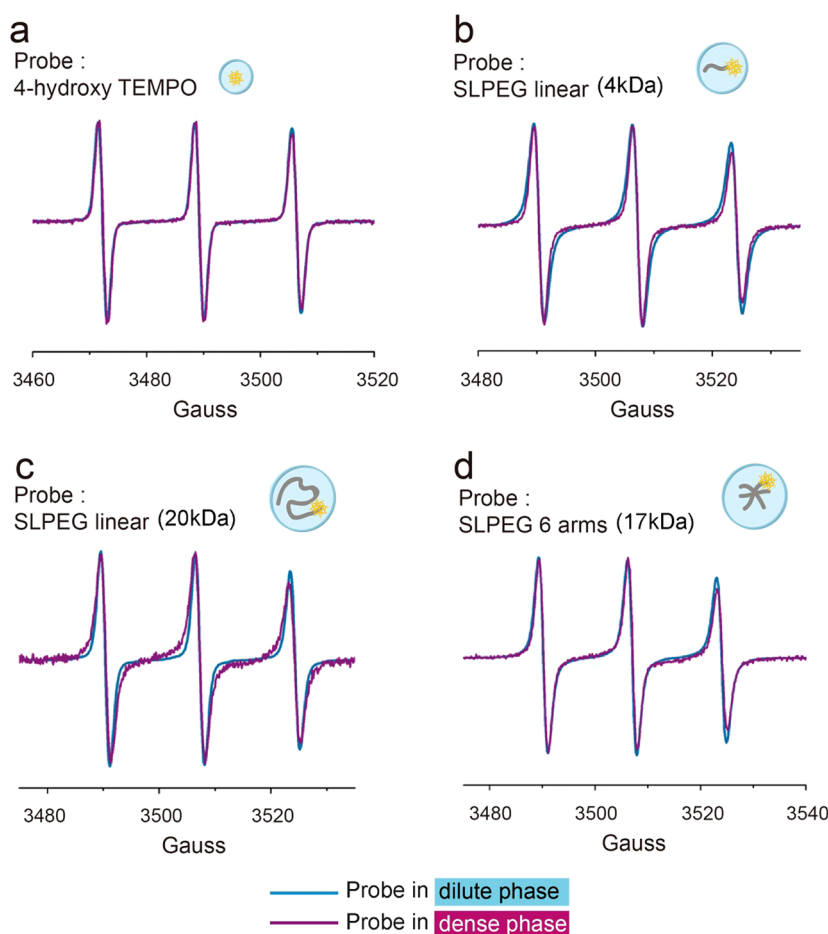 a
Probe :
4-hydroxy TEMPO
3460 3480 3500 3520
Gauss
b
Probe :
SLPEG linear (4kDa)
3480 3500 3520
Gauss
c
Probe :
SLPEG linear (20kDa)
3480 3500 3520
Gauss
d
Probe :
SLPEG 6 arms (17kDa)
3480 3500 3520 3540
Gauss
Probe in dilute phase
Probe in dense phase